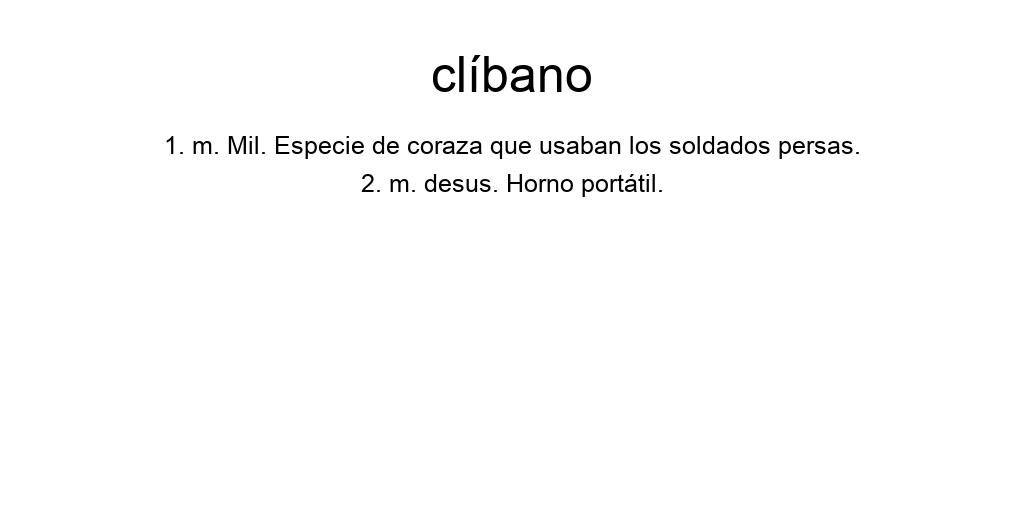 clíbano
1. m. Mil. Especie de coraza que usaban los soldados persas.
2. m. desus. Horno portátil.